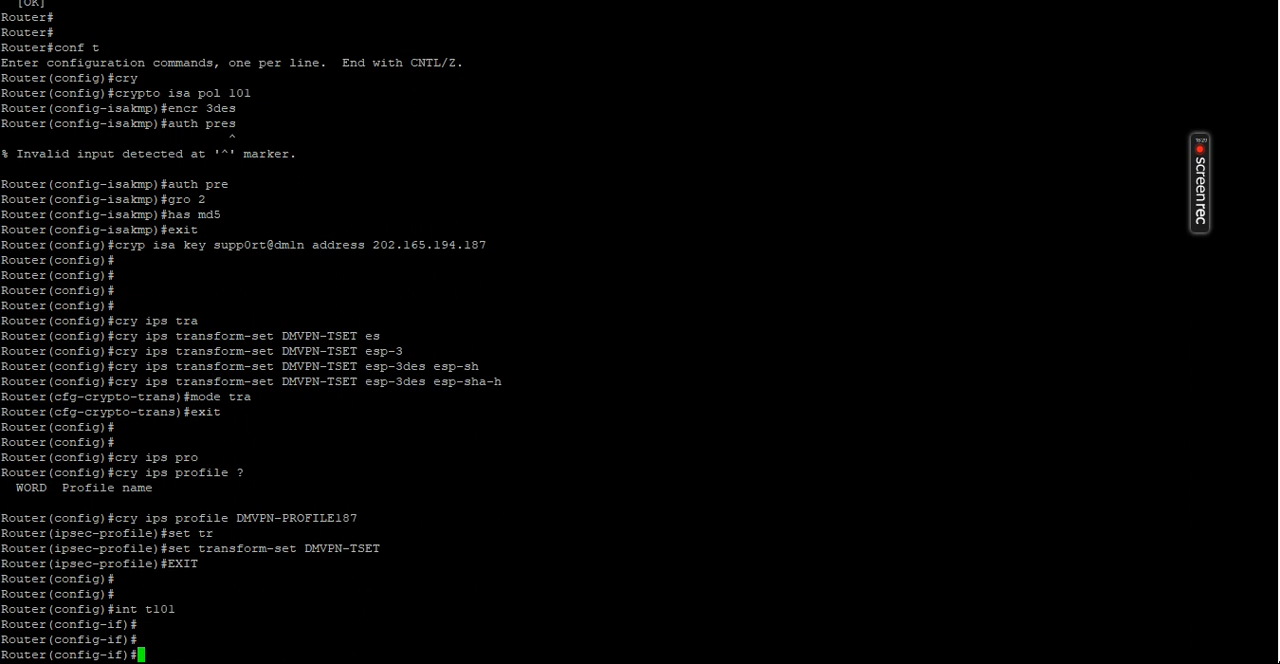 [OK]
Router#
Router#
Router#conf t
Enter configuration commands, one per line.  End with CNTL/Z.
Router(config)#cry
Router(config)#crypto isa pol 101
Router(config-isakmp)#encr 3des
Router(config-isakmp)#auth pres
^
% Invalid input detected at '^' marker.
Router(config-isakmp)#auth pre
Router(config-isakmp)#gro 2
Router(config-isakmp)#has md5
Router(config-isakmp)#exit
Router(config)#cryp isa key supp0rt@dm1n address 202.165.194.187
Router(config)#
Router(config)#
Router(config)#
Router(config)#
Router(config)#cry ips tra
Router(config)#cry ips transform-set DMVPN-TSET es
Router(config)#cry ips transform-set DMVPN-TSET esp-3
Router(config)#cry ips transform-set DMVPN-TSET esp-3des esp-sh
Router(config)#cry ips transform-set DMVPN-TSET esp-3des esp-sha-h
Router(cfg-crypto-trans)#mode tra
Router(cfg-crypto-trans)#exit
Router(config)#
Router(config)#
Router(config)#cry ips pro
Router(config)#cry ips profile ?
WORD  Profile name
Router(config)#cry ips profile DMVPN-PROFILE187
Router(ipsec-profile)#set tr
Router(ipsec-profile)#set transform-set DMVPN-TSET
Router(ipsec-profile)#EXIT
Router(config)#
Router(config)#
Router(config)#int t101
Router(config-if)#
Router(config-if)#
Router(config-if)#
screenrec